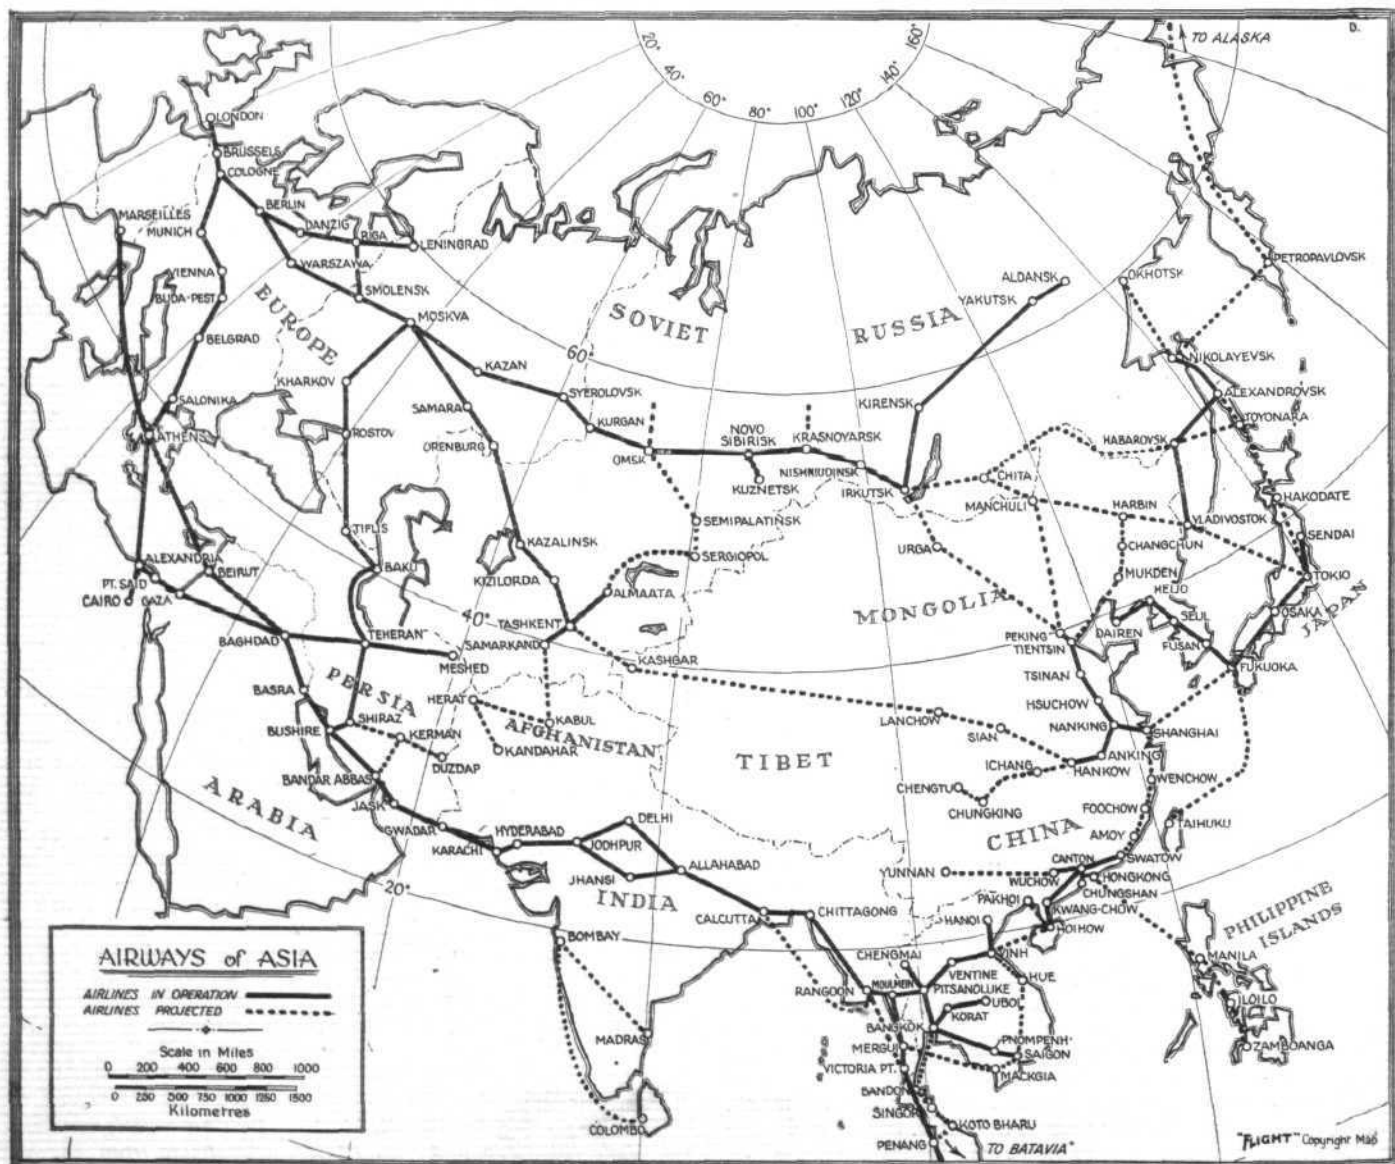 20°
40°
60°
80°
100°
120°
140°
160°
TO ALASKA
D.
LONDON
BRUSSELS
COLOGNE
BERLIN
DANZIG
RIGA
LENINGRAD
MARSEILLES
MUNICH
WARSZAWA
VIENNA
SMOLENSK
BUDA-PEST
MOSKVA
BELGRAD
EUROPE
SOVIET RUSSIA
ALDANSK
YAKUTSK
OKHOTSK
PETROPAVLOVSK
60°
KAZAN
NIKOLAYEVSK
KHARKOV
SYEROLOVSK
ALEXANDROVSK
SALONIKA
SAMARA
KIRENSK
TOYONARA
KURGAN
ATHENS
ROSTOV
ORENBURG
OMSK
NOVO
SIBIRISK
KRASNOYARSK
HABAROVSK
NISHNIUDINSK
KUZNETSK
IRKUTSK
CHITA
MANCHULI
HAKODATE
SEMIPALATINSK
HARBIN
VLADIVOSTOK
SENDAI
TIFLIS
KAZALINSK
URGA
CHANGCHUN
SERGIOPOL
ALEXANDRIA
BEIRUT
BAKU
KIZILORDA
MUKDEN
TOKIO
PT. SAID
CAIRO
GAZA
ALMAATA
HEIJO
MONGOLIA
40°
TASHKENT
SEUL
OSAKA
JAPAN
DAIREN
BAGHDAD
TEHERAN
SAMARKAND
PEKING
TIENTSIN
FUSAN
MESHED
KASHGAR
TSINAN
FUKUOKA
BASRA
PERSIA
HERAT
HSUCHOW
SHIRAZ
KABUL
LANCHOW
BUSHIRE
KERMAN
AFGHANISTAN
KANDAHAR
SIAN
NANKING
SHANGHAI
DUZDAP
TIBET
ANKING
BANDAR ABBAS
ICHANG
HANKOW
WENCHOW
ARABIA
CHENGTU
JASK
CHUNGKING
FOOCHOW
GWADAR
HYDERABAD
DELHI
CHINA
AMOY
TAIHUKU
KARACHI
JODHPUR
ALLAHABAD
CANTON
SWATOW
JHANSI
YUNNAN
WUCHOW
HONGKONG
20°
INDIA
CHUNGSHAN
PAKHOI
KWANG-CHOW
CALCUTTA
CHITTAGONG
HANOI
HOIHOW
PHILIPPINE
ISLANDS
BOMBAY
CHENGMAI
VINH
MANILA
VENTINE
HUE
RANGOON
MOULMEIN
PITSANOLUKE
UBOL
ILOILO
KORAT
BANGKOK
MADRAS
MERGUI
PNOMPENH
SAIGON
ZAMBOANGA
VICTORIA PT.
MACKGIA
BANDON
SINGORA
COLOMBO
KOTO BHARU
PENANG
TO BATAVIA
AIRWAYS of ASIA
AIRLINES IN OPERATION
AIRLINES PROJECTED
Scale in Miles
0 200 400 600 800 1000
0 250 500 750 1000 1250 1500
Kilometres
"FLIGHT" Copyright Map